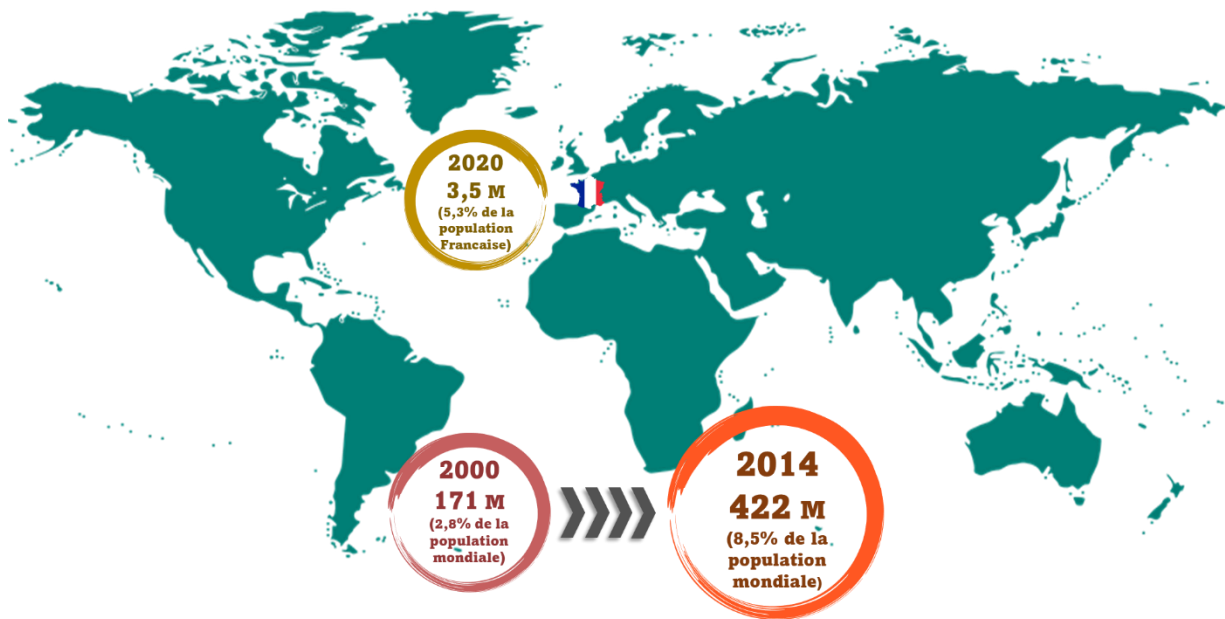 2020
3,5 M
(5,3% de la
population
Francaise)
2000
171 M
(2,8% de la
population
mondiale)
2014
422 M
(8,5% de la
population
mondiale)